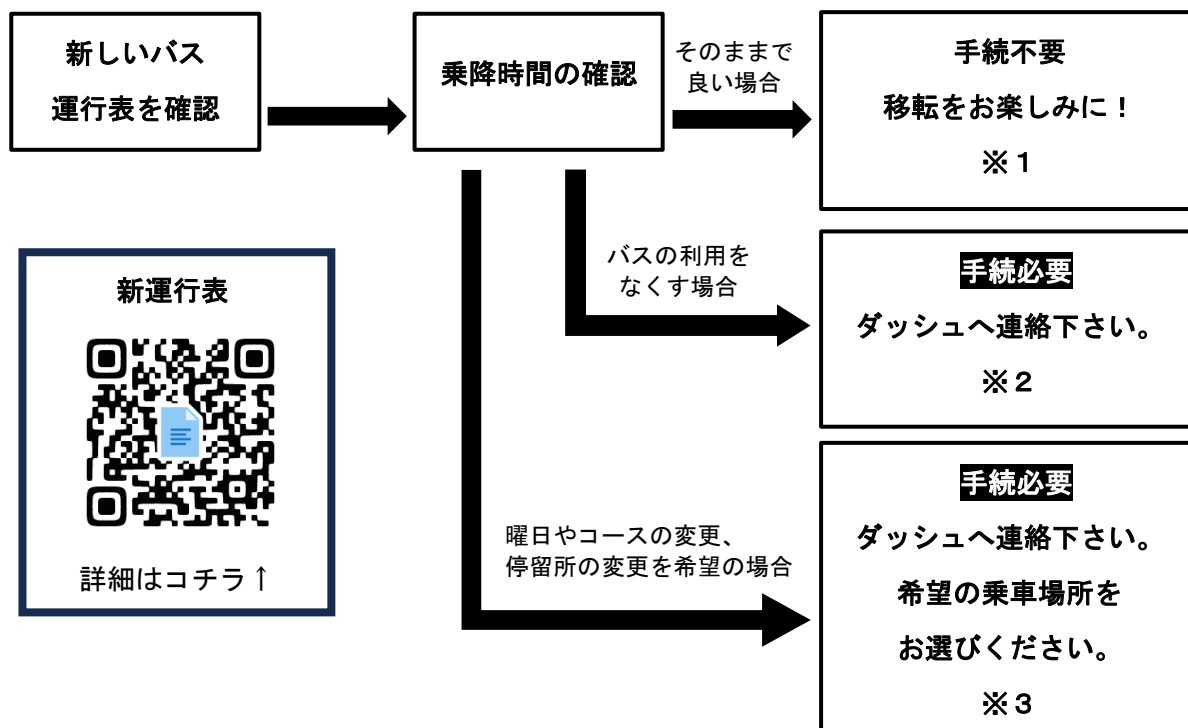 新しいバス
運行表を確認
乗降時間の確認
そのままで
良い場合
手続不要
移転をお楽しみに！
※１
バスの利用を
なくす場合
手続必要
ダッシュへ連絡下さい。
※２
新運行表
詳細はコチラ↑
曜日やコースの変更、
停留所の変更を希望の場合
手続必要
ダッシュへ連絡下さい。
希望の乗車場所を
お選びください。
※３